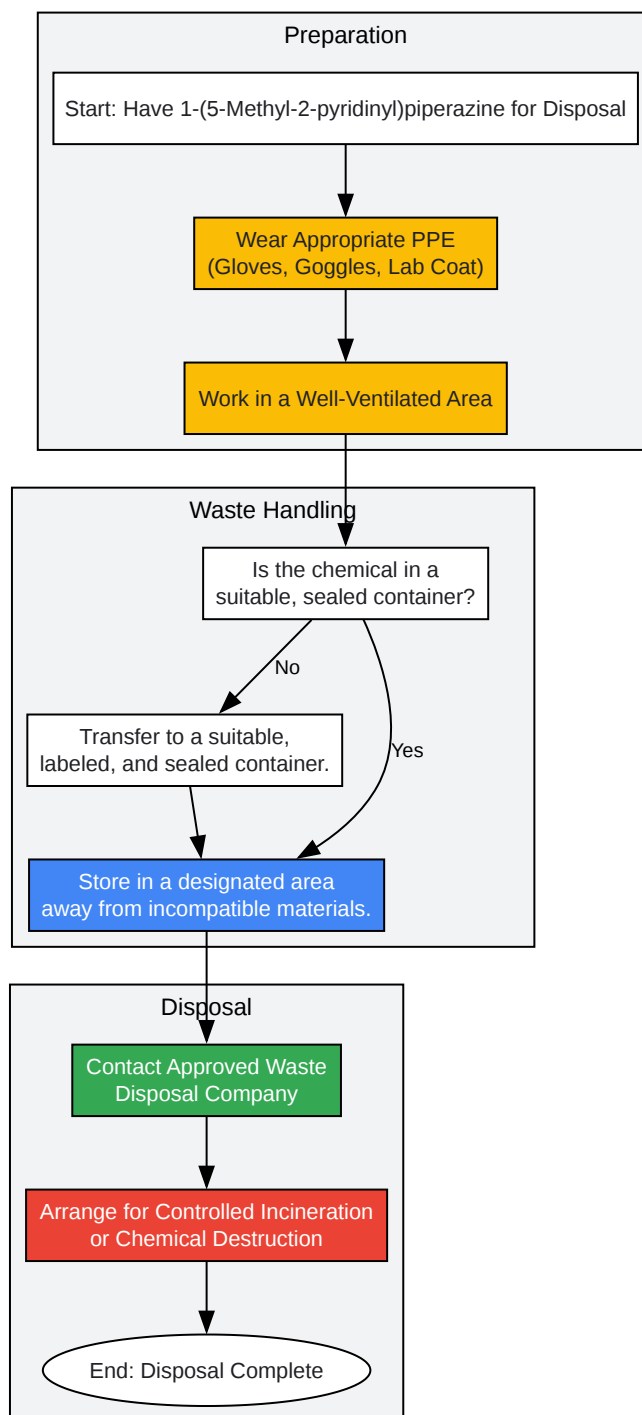 Preparation
Start: Have 1-(5-Methyl-2-pyridinyl)piperazine for Disposal
Wear Appropriate PPE
(Gloves, Goggles, Lab Coat)
Work in a Well-Ventilated Area
Waste Handling
Is the chemical in a
suitable, sealed container?
No
Transfer to a suitable,
labeled, and sealed container.
Yes
Store in a designated area
away from incompatible materials.
Disposal
Contact Approved Waste
Disposal Company
Arrange for Controlled Incineration
or Chemical Destruction
End: Disposal Complete